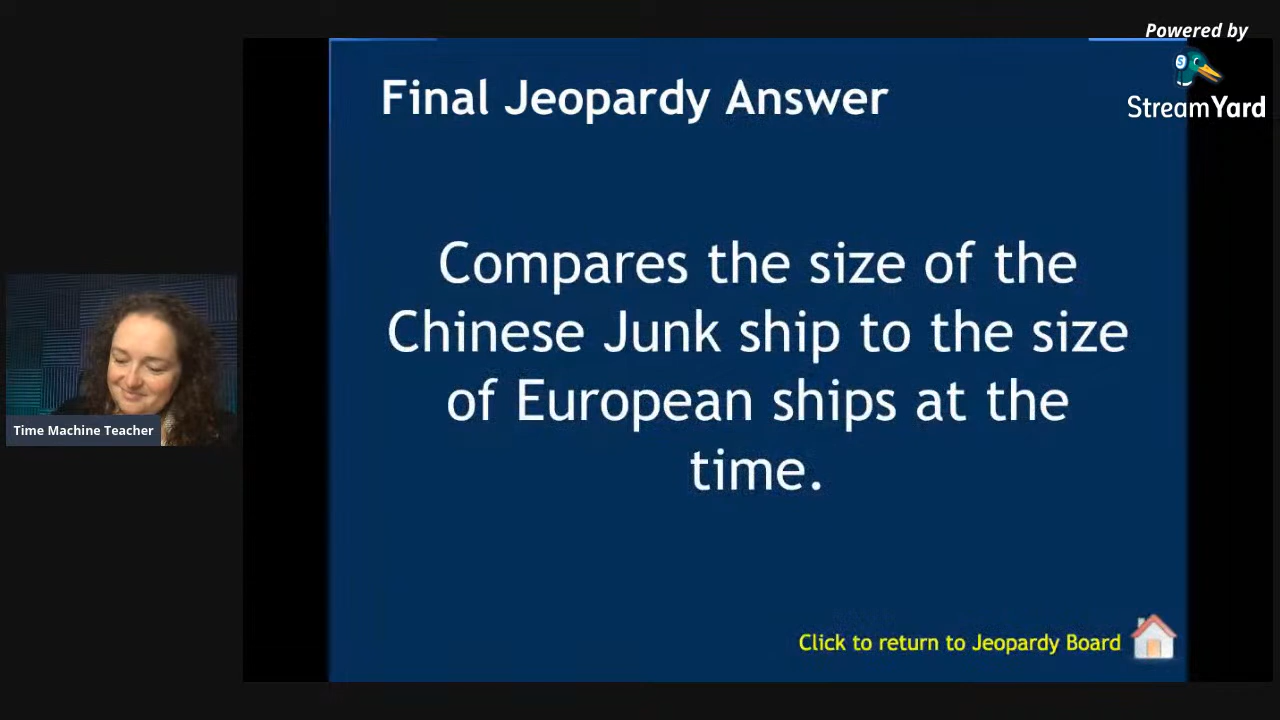 Powered by
StreamYard
Final Jeopardy Answer
Compares the size of the
Chinese Junk ship to the size
of European ships at the
time.
Time Machine Teacher
Click to return to Jeopardy Board